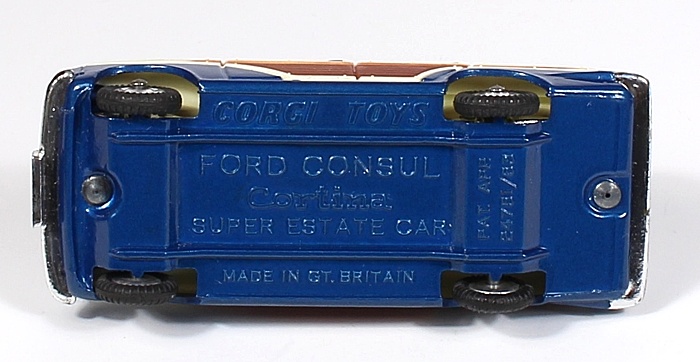 CORGI TOYS
FORD CONSUL
Cortina
SUPER ESTATE CAR
MADE IN GT. BRITAIN
PAT. APP.